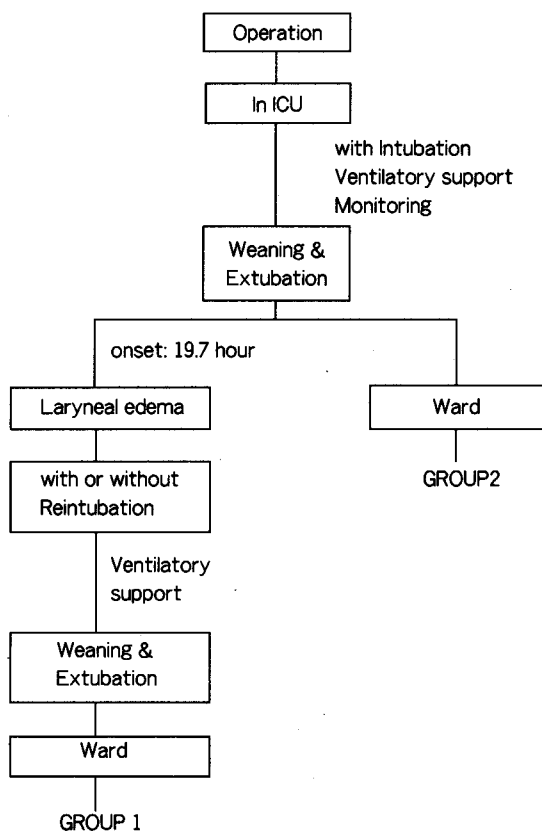 Operation
In ICU
with Intubation
Ventilatory support
Monitoring
Weaning &
Extubation
onset: 19.7 hour
Laryneal edema
Ward
with or without
Reintubation
GROUP2
Ventilatory
support
Weaning &
Extubation
Ward
GROUP 1